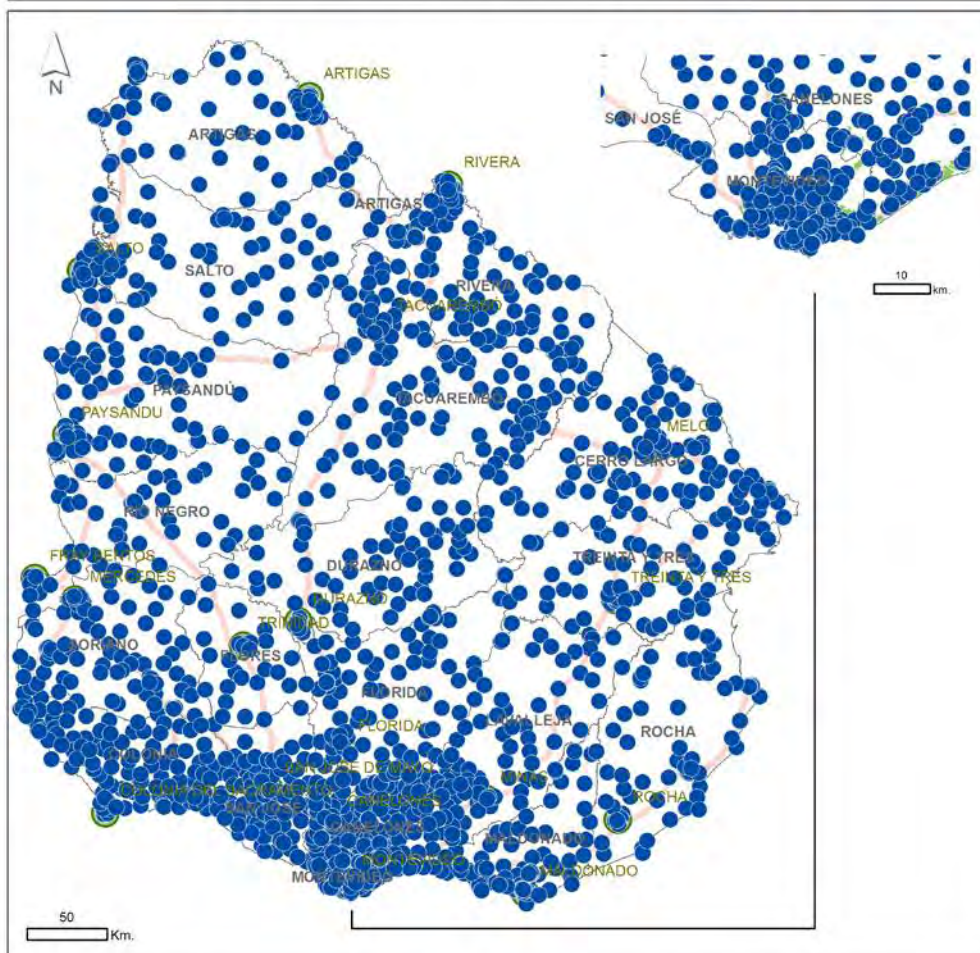 N
ARTIGAS
ARTIGAS
RIVERA
ARTIGAS
SALTO
SALTO
RIVERA
TACUAREMBÓ
PAYSANDÚ
TACUAREMBÓ
PAYSANDU
MELO
CERRO LARGO
RIO NEGRO
FRAY BENTOS
MERCEDES
DURAZNO
TREINTA Y TRES
TREINTA Y TRES
DURAZNO
TRINIDAD
SORIANO
FLORES
FLORIDA
LAVALLEJA
ROCHA
FLORIDA
COLONIA
SAN JOSE DE MAYO
MINAS
COLONIA DEL SACRAMENTO
CANELONES
ROCHA
SAN JOSÉ
CANELONES
MALDONADO
MONTEVIDEO
MALDONADO
MONTEVIDEO
50
Km.
CANELONES
SAN JOSÉ
MONTEVIDEO
10
km.